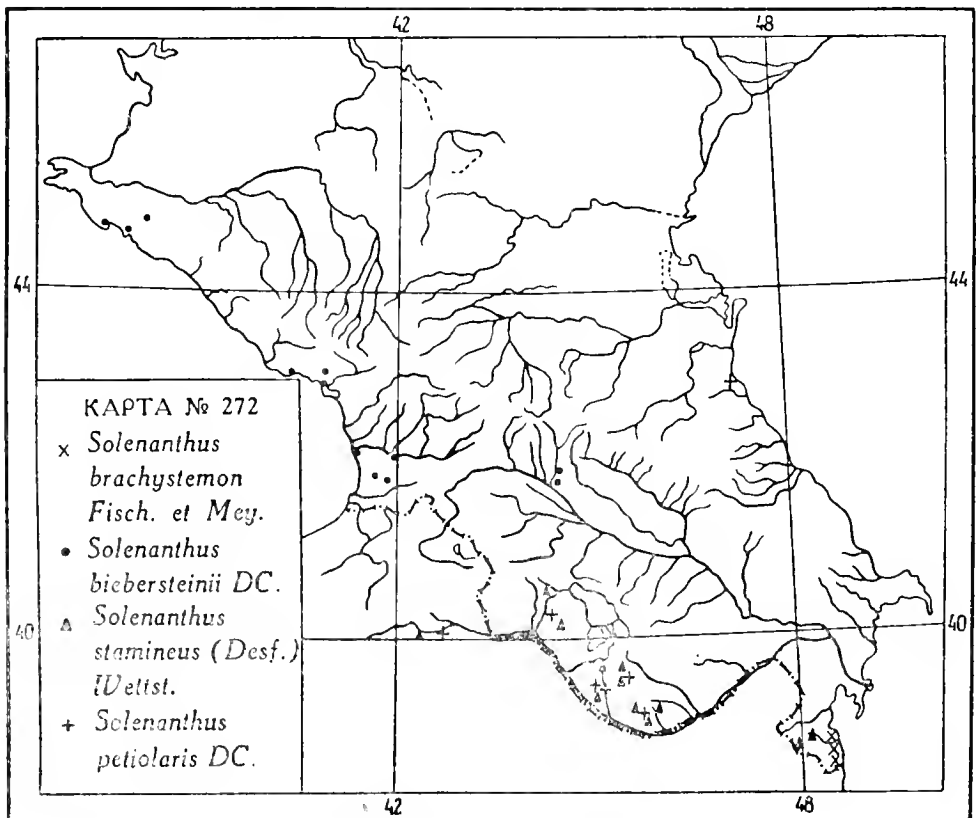 42 48
44 44
КАРТА № 272
x Solenanthus
brachystemon
Fisch. et Mey.
• Solenanthus
biebersteinii DC.
Solenanthus
stamineus (Desf.)
Wettst.
+ Solenanthus
petiolaris DC.
40 40
42 48